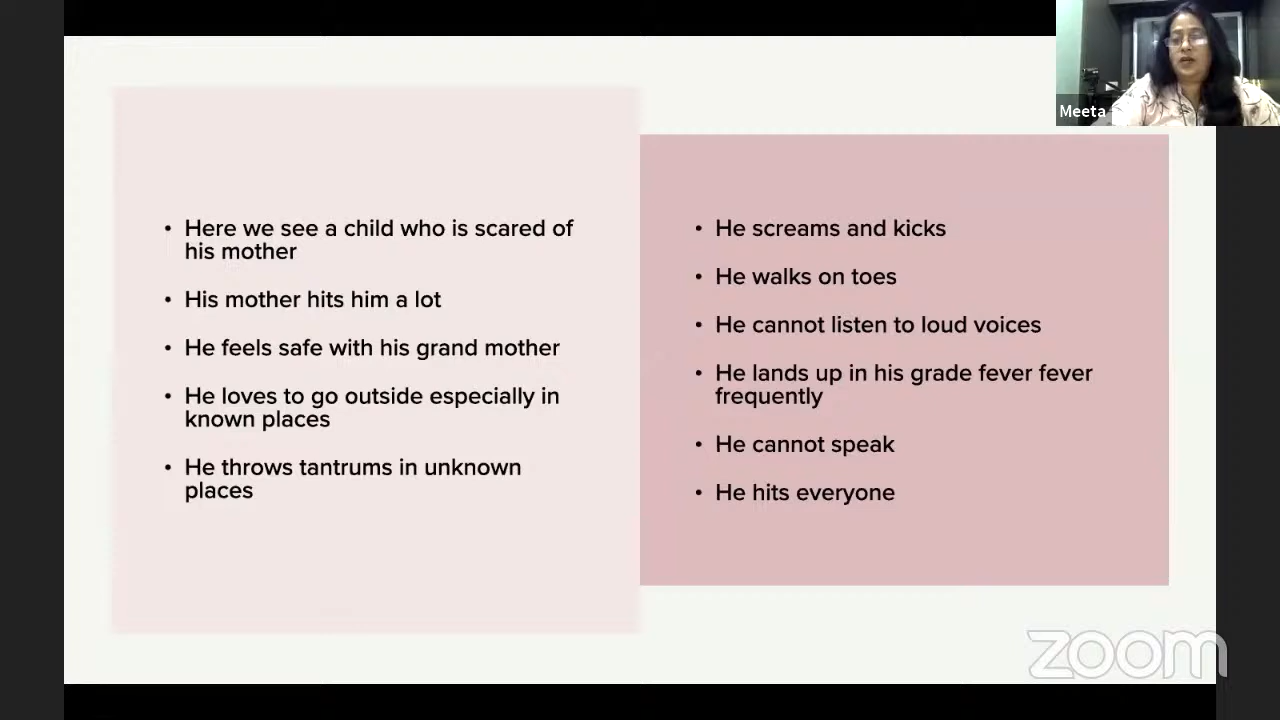 • Here we see a child who is scared of
his mother
• His mother hits him a lot
• He feels safe with his grand mother
• He loves to go outside especially in
known places
• He throws tantrums in unknown
places
• He screams and kicks
• He walks on toes
• He cannot listen to loud voices
• He lands up in his grade fever fever
frequently
• He cannot speak
• He hits everyone
Meeta
zoom